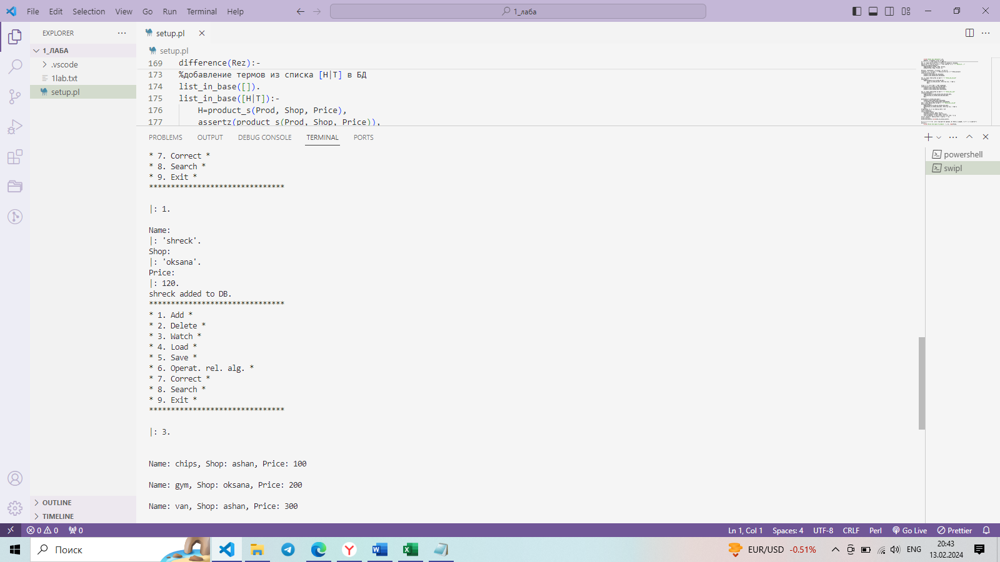 File Edit Selection View Go Run Terminal Help
1_лаба
EXPLORER
1_ЛАБА
.vscode
1lab.txt
setup.pl
OUTLINE
TIMELINE
setup.pl
setup.pl
169 difference(Rez):-
173 %добавление термов из списка [H|T] в БД
174 list_in_base([]).
175 list_in_base([H|T]):-
176 H=product_s(Prod, Shop, Price),
177 assertz(product_s(Prod, Shop, Price)),
PROBLEMS OUTPUT DEBUG CONSOLE TERMINAL PORTS
powershell
swipl
* 7. Correct *
* 8. Search *
* 9. Exit *
*******************************
|: 1.
Name:
|: 'shreck'.
Shop:
|: 'oksana'.
Price:
|: 120.
shreck added to DB.
*******************************
* 1. Add *
* 2. Delete *
* 3. Watch *
* 4. Load *
* 5. Save *
* 6. Operat. rel. alg. *
* 7. Correct *
* 8. Search *
* 9. Exit *
*******************************
|: 3.
Name: chips, Shop: ashan, Price: 100
Name: gym, Shop: oksana, Price: 200
Name: van, Shop: ashan, Price: 300
0 0 0 Ln 1, Col 1 Spaces: 4 UTF-8 CRLF Perl Go Live Prettier
Поиск
EUR/USD -0.51%
ENG
20:43
13.02.2024